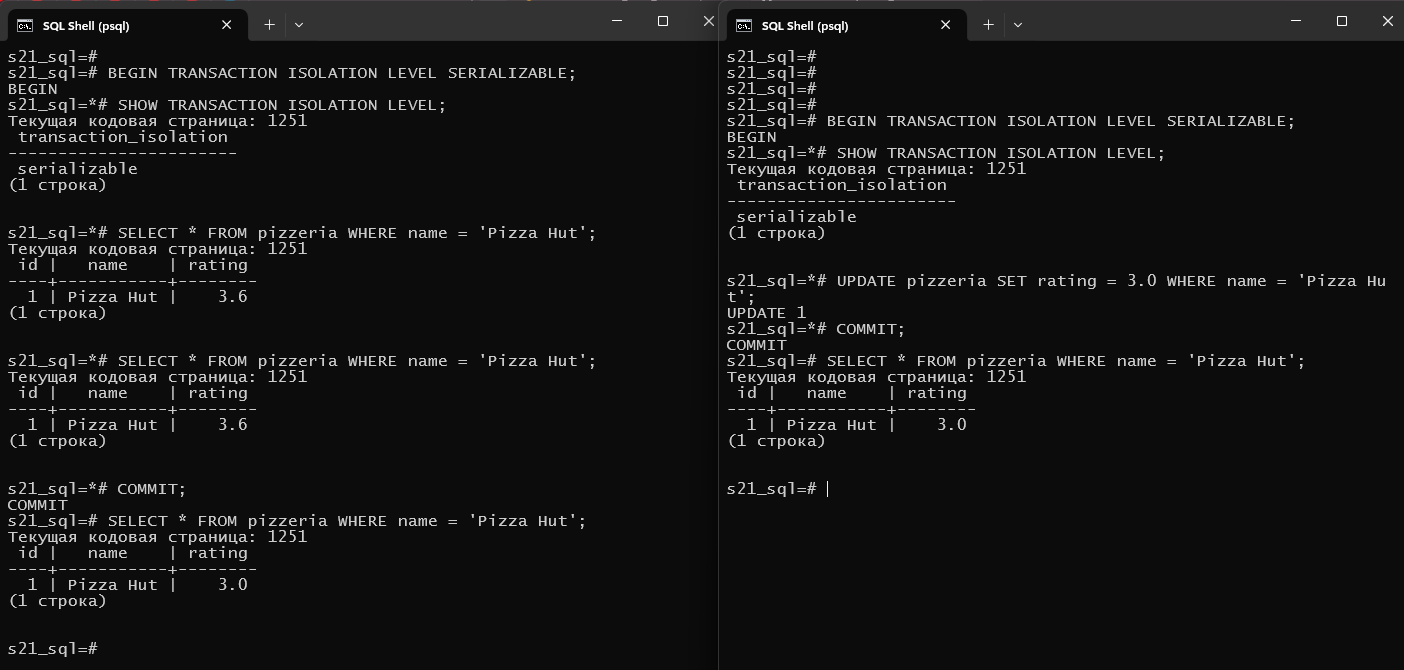 SQL Shell (psql)
s21_sql=#
s21_sql=# BEGIN TRANSACTION ISOLATION LEVEL SERIALIZABLE;
BEGIN
s21_sql=*# SHOW TRANSACTION ISOLATION LEVEL;
Текущая кодовая страница: 1251
 transaction_isolation
-----------------------
 serializable
(1 строка)
s21_sql=*# SELECT * FROM pizzeria WHERE name = 'Pizza Hut';
Текущая кодовая страница: 1251
 id |   name    | rating
----+-----------+--------
  1 | Pizza Hut |    3.6
(1 строка)
s21_sql=*# SELECT * FROM pizzeria WHERE name = 'Pizza Hut';
Текущая кодовая страница: 1251
 id |   name    | rating
----+-----------+--------
  1 | Pizza Hut |    3.6
(1 строка)
s21_sql=*# COMMIT;
COMMIT
s21_sql=# SELECT * FROM pizzeria WHERE name = 'Pizza Hut';
Текущая кодовая страница: 1251
 id |   name    | rating
----+-----------+--------
  1 | Pizza Hut |    3.0
(1 строка)
s21_sql=#
SQL Shell (psql)
s21_sql=#
s21_sql=#
s21_sql=#
s21_sql=#
s21_sql=# BEGIN TRANSACTION ISOLATION LEVEL SERIALIZABLE;
BEGIN
s21_sql=*# SHOW TRANSACTION ISOLATION LEVEL;
Текущая кодовая страница: 1251
 transaction_isolation
-----------------------
 serializable
(1 строка)
s21_sql=*# UPDATE pizzeria SET rating = 3.0 WHERE name = 'Pizza Hu
t';
UPDATE 1
s21_sql=*# COMMIT;
COMMIT
s21_sql=# SELECT * FROM pizzeria WHERE name = 'Pizza Hut';
Текущая кодовая страница: 1251
 id |   name    | rating
----+-----------+--------
  1 | Pizza Hut |    3.0
(1 строка)
s21_sql=#